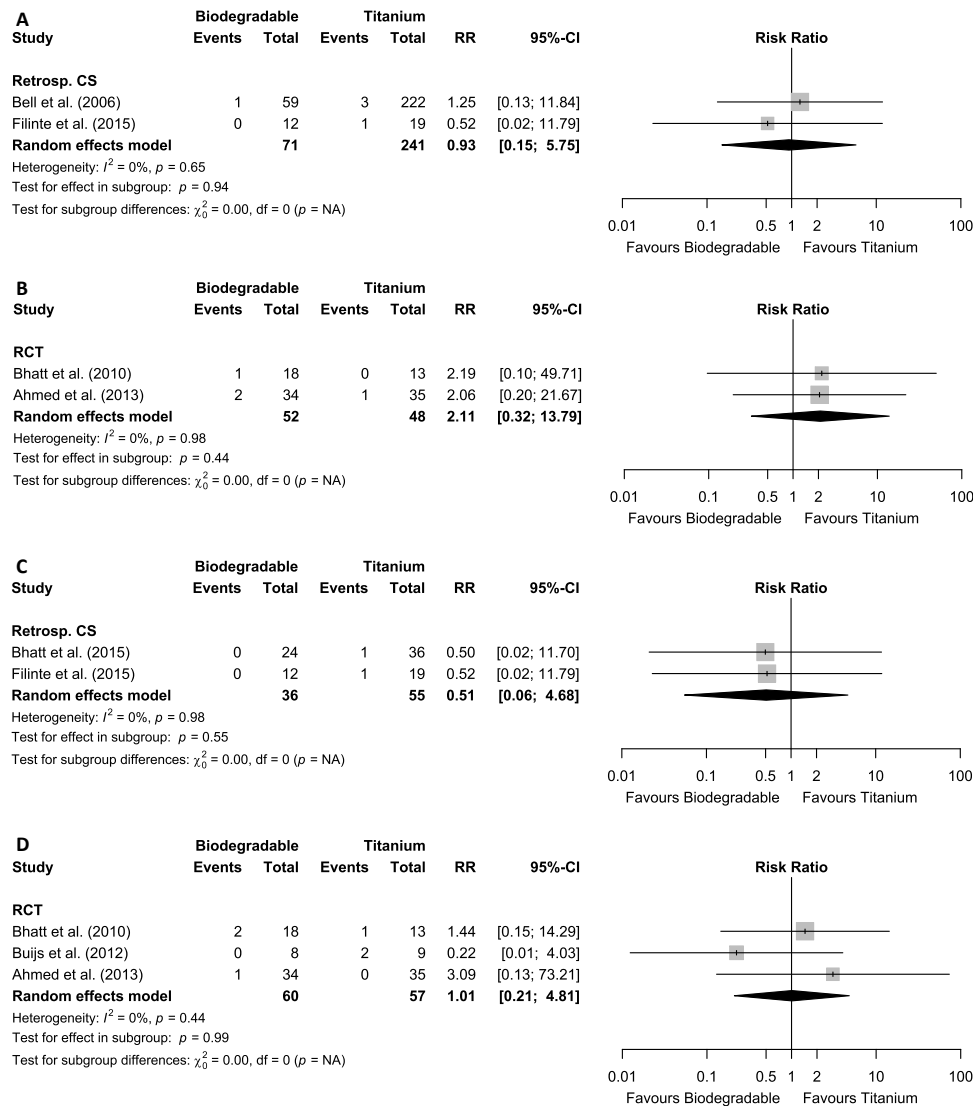 A
Biodegradable Titanium
Study Events Total Events Total RR 95%-CI Risk Ratio
Retrosp. CS
Bell et al. (2006) 1 59 3 222 1.25 [0.13; 11.84]
Filinte et al. (2015) 0 12 1 19 0.52 [0.02; 11.79]
Random effects model 71 241 0.93 [0.15; 5.75]
Heterogeneity: I² = 0%, p = 0.65
Test for effect in subgroup: p = 0.94
Test for subgroup differences: χ²₀ = 0.00, df = 0 (p = NA)
0.01 0.1 0.5 1 2 10 100
Favours Biodegradable Favours Titanium
B
Biodegradable Titanium
Study Events Total Events Total RR 95%-CI Risk Ratio
RCT
Bhatt et al. (2010) 1 18 0 13 2.19 [0.10; 49.71]
Ahmed et al. (2013) 2 34 1 35 2.06 [0.20; 21.67]
Random effects model 52 48 2.11 [0.32; 13.79]
Heterogeneity: I² = 0%, p = 0.98
Test for effect in subgroup: p = 0.44
Test for subgroup differences: χ²₀ = 0.00, df = 0 (p = NA)
0.01 0.1 0.5 1 2 10 100
Favours Biodegradable Favours Titanium
C
Biodegradable Titanium
Study Events Total Events Total RR 95%-CI Risk Ratio
Retrosp. CS
Bhatt et al. (2015) 0 24 1 36 0.50 [0.02; 11.70]
Filinte et al. (2015) 0 12 1 19 0.52 [0.02; 11.79]
Random effects model 36 55 0.51 [0.06; 4.68]
Heterogeneity: I² = 0%, p = 0.98
Test for effect in subgroup: p = 0.55
Test for subgroup differences: χ²₀ = 0.00, df = 0 (p = NA)
0.01 0.1 0.5 1 2 10 100
Favours Biodegradable Favours Titanium
D
Biodegradable Titanium
Study Events Total Events Total RR 95%-CI Risk Ratio
RCT
Bhatt et al. (2010) 2 18 1 13 1.44 [0.15; 14.29]
Buijs et al. (2012) 0 8 2 9 0.22 [0.01; 4.03]
Ahmed et al. (2013) 1 34 0 35 3.09 [0.13; 73.21]
Random effects model 60 57 1.01 [0.21; 4.81]
Heterogeneity: I² = 0%, p = 0.44
Test for effect in subgroup: p = 0.99
Test for subgroup differences: χ²₀ = 0.00, df = 0 (p = NA)
0.01 0.1 0.5 1 2 10 100
Favours Biodegradable Favours Titanium